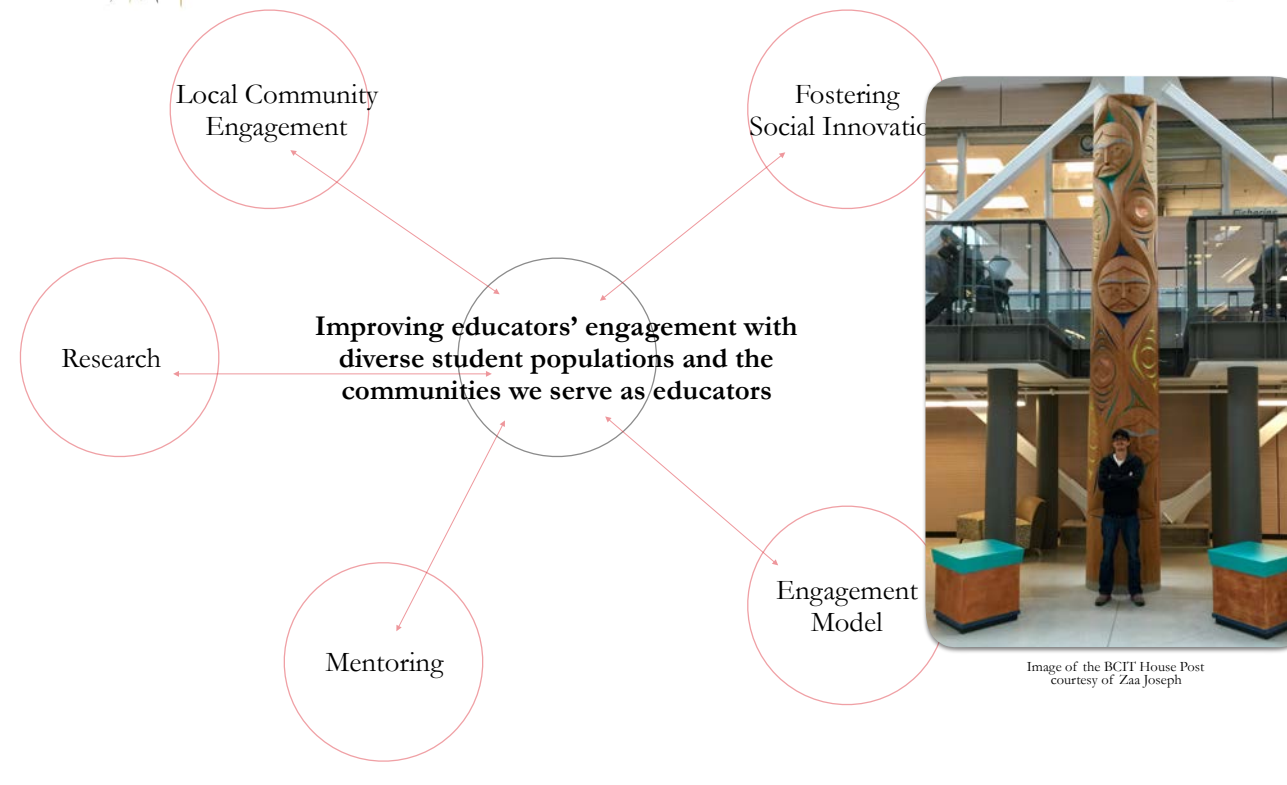 Local Community
Engagement
Fostering
Social Innovatio
Research
Improving educators’ engagement with
diverse student populations and the
communities we serve as educators
Mentoring
Engagement
Model
Image of the BCIT House Post
courtesy of Zaa Joseph